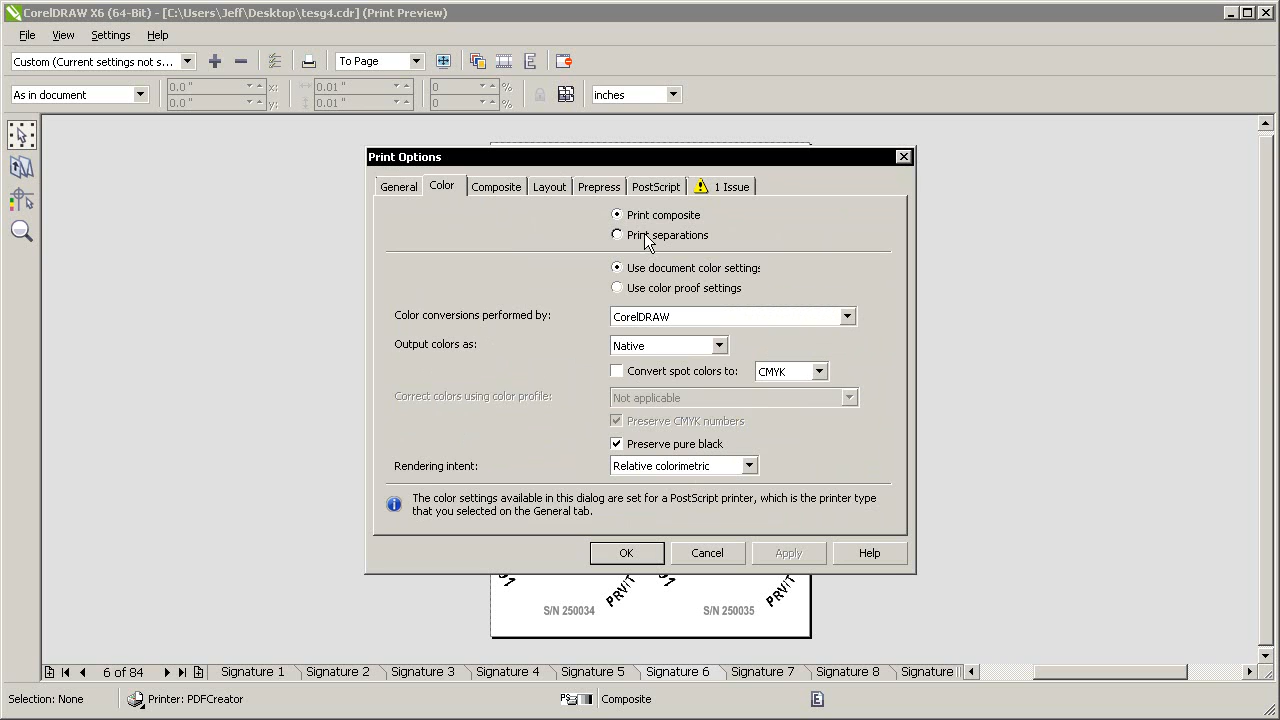 CorelDRAW X6 (64-Bit) - [C:\Users\Jeff\Desktop\tesg4.cdr] (Print Preview)
File View Settings Help
Custom (Current settings not s... To Page
As in document 0.0 " x: 0.01 " 0 % inches
0.0 " y: 0.01 " 0 %
Print Options
General Color Composite Layout Prepress PostScript 1 Issue
Print composite
Print separations
Use document color settings
Use color proof settings
Color conversions performed by: CorelDRAW
Output colors as: Native
Convert spot colors to: CMYK
Correct colors using color profile: Not applicable
Preserve CMYK numbers
Preserve pure black
Rendering intent: Relative colorimetric
The color settings available in this dialog are set for a PostScript printer, which is the printer type
that you selected on the General tab.
OK Cancel Apply Help
PRV/T PRV/T
S/N 250034 S/N 250035
6 of 84 Signature 1 Signature 2 Signature 3 Signature 4 Signature 5 Signature 6 Signature 7 Signature 8 Signature
Selection: None Printer: PDFCreator PS Composite